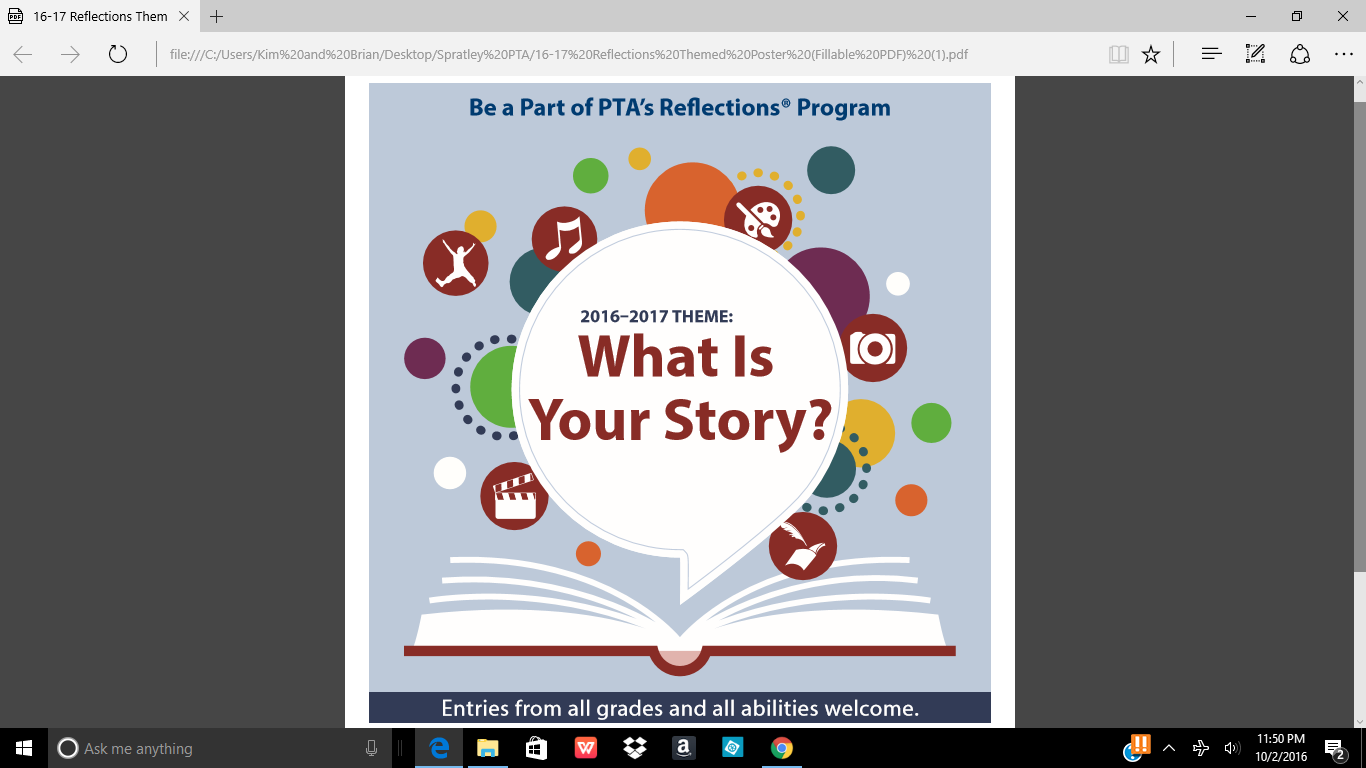 16-17 Reflections Them
file:///C:/Users/Kim%20and%20Brian/Desktop/Spratley%20PTA/16-17%20Reflections%20Themed%20Poster%20(Fillable%20PDF)%20(1).pdf
Be a Part of PTA's Reflections® Program
2016–2017 THEME:
What Is
Your Story?
Entries from all grades and all abilities welcome.
Ask me anything
11:50 PM
10/2/2016
2